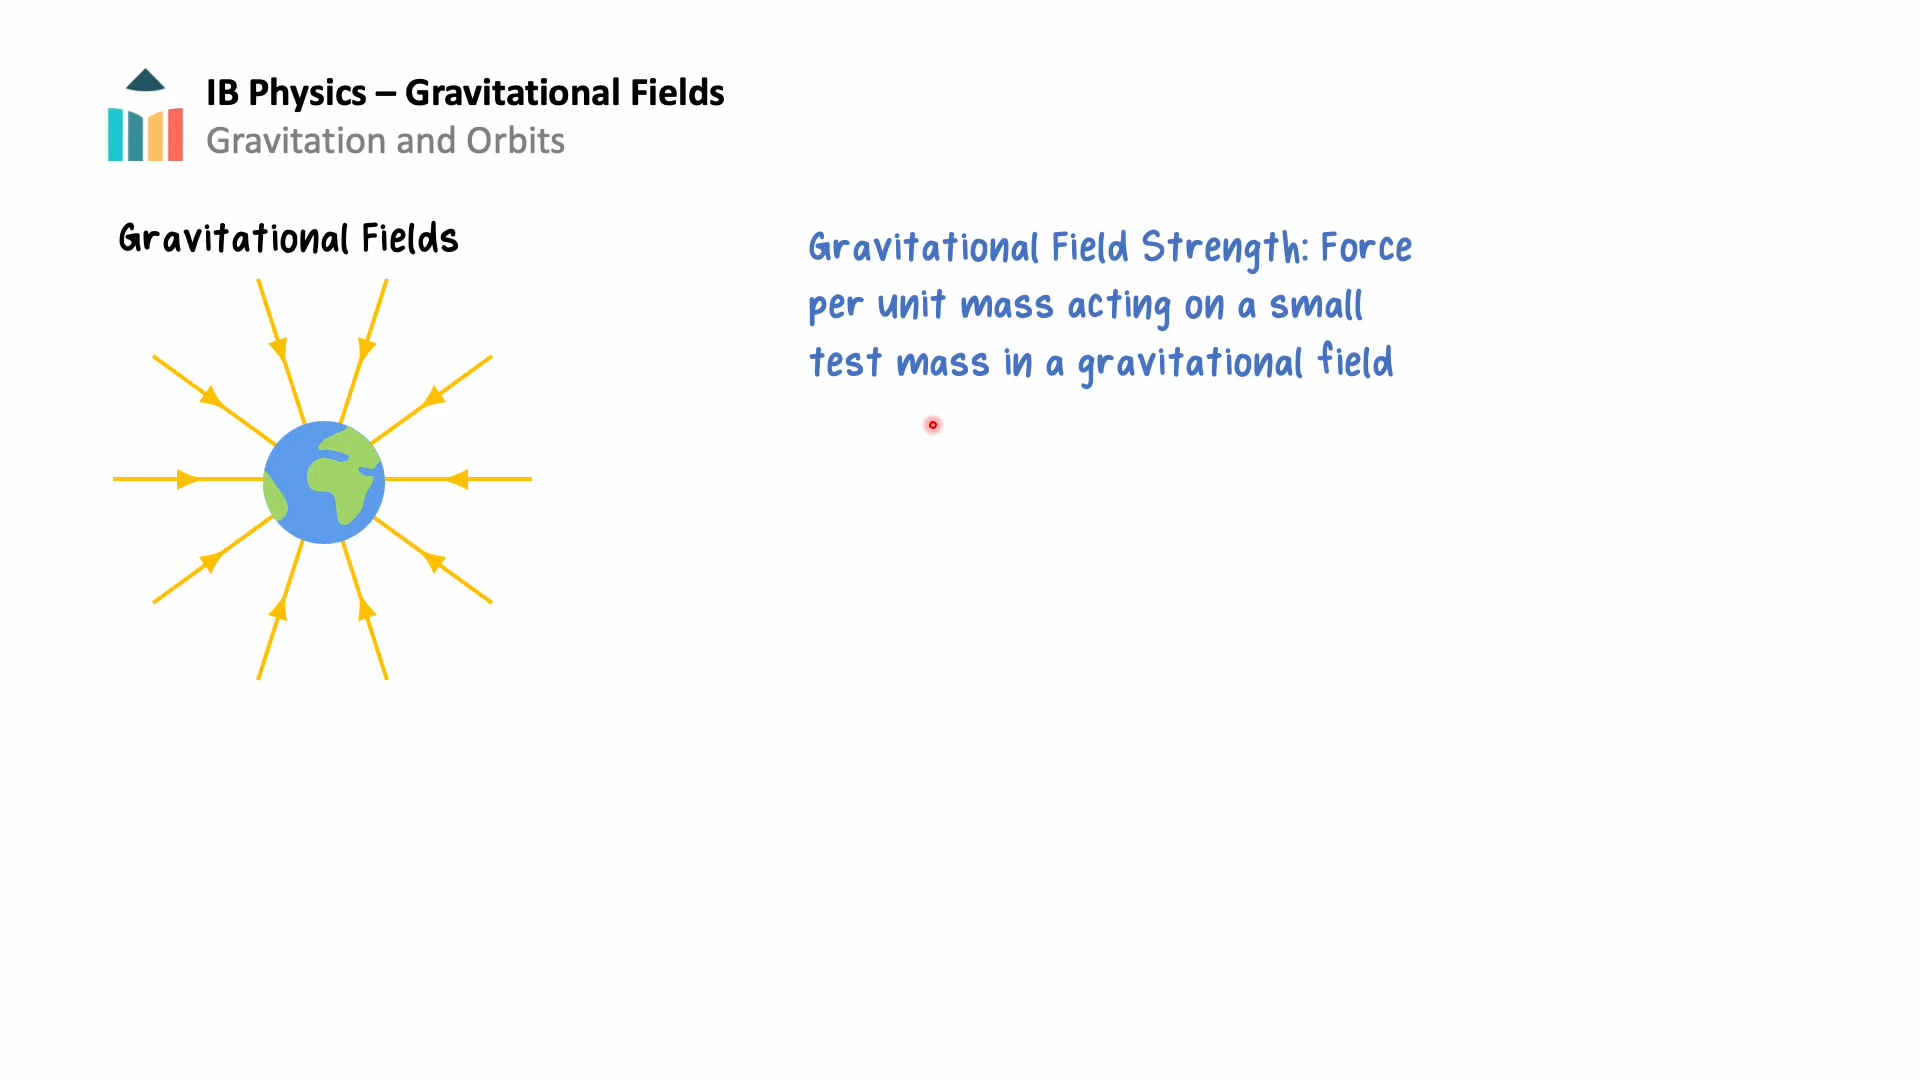 IB Physics – Gravitational Fields
Gravitation and Orbits
Gravitational Fields
Gravitational Field Strength: Force
per unit mass acting on a small
test mass in a gravitational field